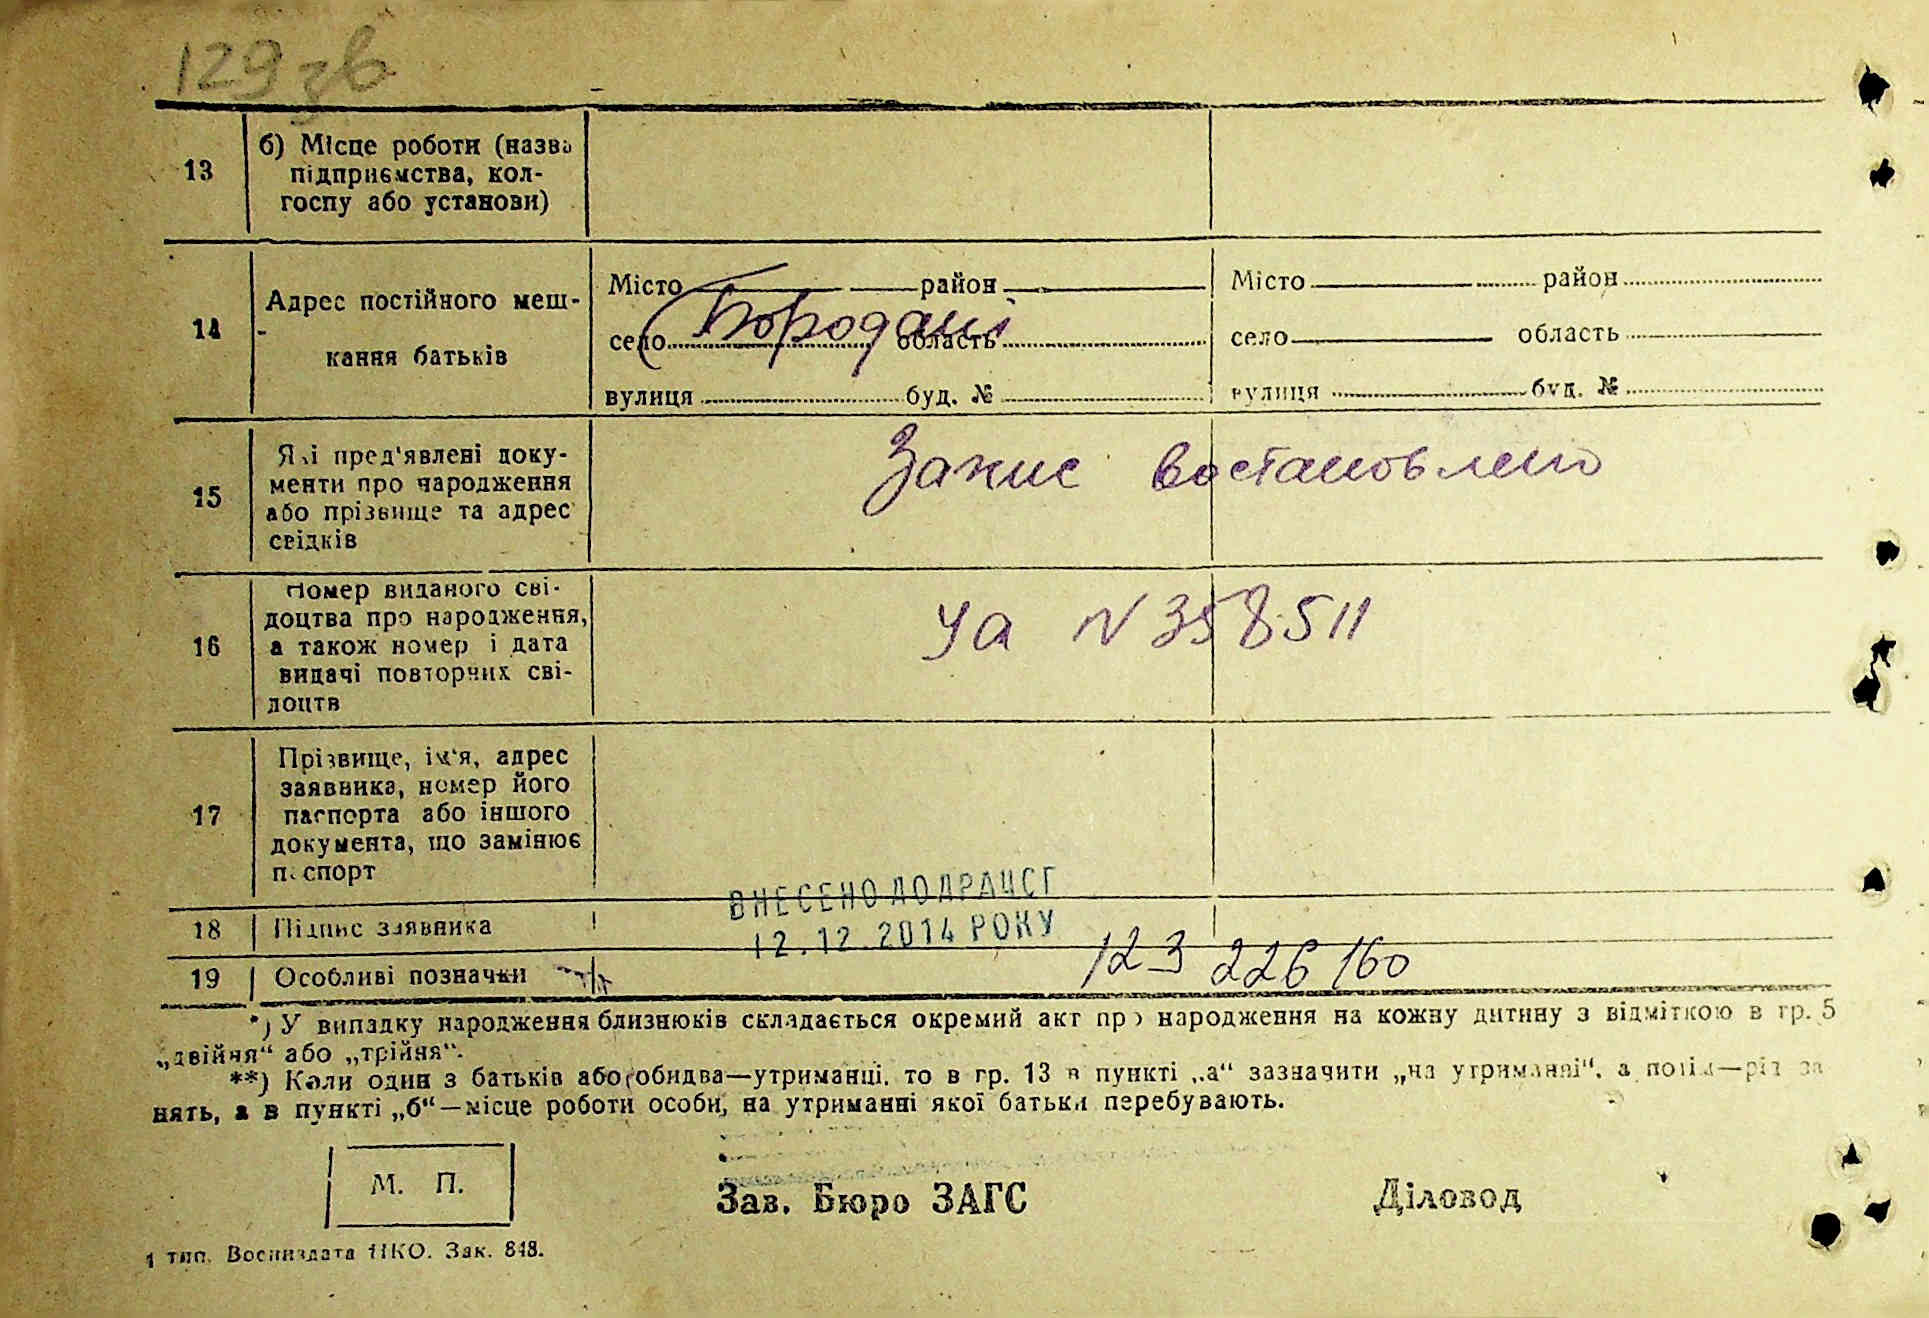 129 зв
13
б) Місце роботи (назва
підприємства, кол-
госпу або установи)
14
Адрес постійного меш-
кання батьків
Місто район
село Бородані область
вулиця буд. №
Місто район
село область
вулиця буд. №
15
Які пред'явлені доку-
менти про народження
або прізвище та адрес
свідків
Запис востановлено
16
Номер виданого сві-
доцтва про народження,
а також номер і дата
видачі повторних сві-
доцтв
Уа N 358511
17
Прізвище, ім'я, адрес
заявника, номер його
паспорта або іншого
документа, що замінює
паспорт
18
Підпис заявника
ВНЕСЕНО ДО ДРАЦСГ
12.12.2014 РОКУ
19
Особливі позначки
123 226 160
*) У випадку народження близнюків складається окремий акт про народження на кожну дитину з відміткою в гр. 5
„двійня“ або „трійня“.
**) Коли один з батьків або обидва—утриманці, то в гр. 13 в пункті „а“ зазначити „на утриманні“, а потім—рід за
нять, а в пункті „б“—місце роботи особи, на утриманні якої батьки перебувають.
М. П.
Зав. Бюро ЗАГС
Діловод
1 тип. Воениздата НКО. Зак. 848.